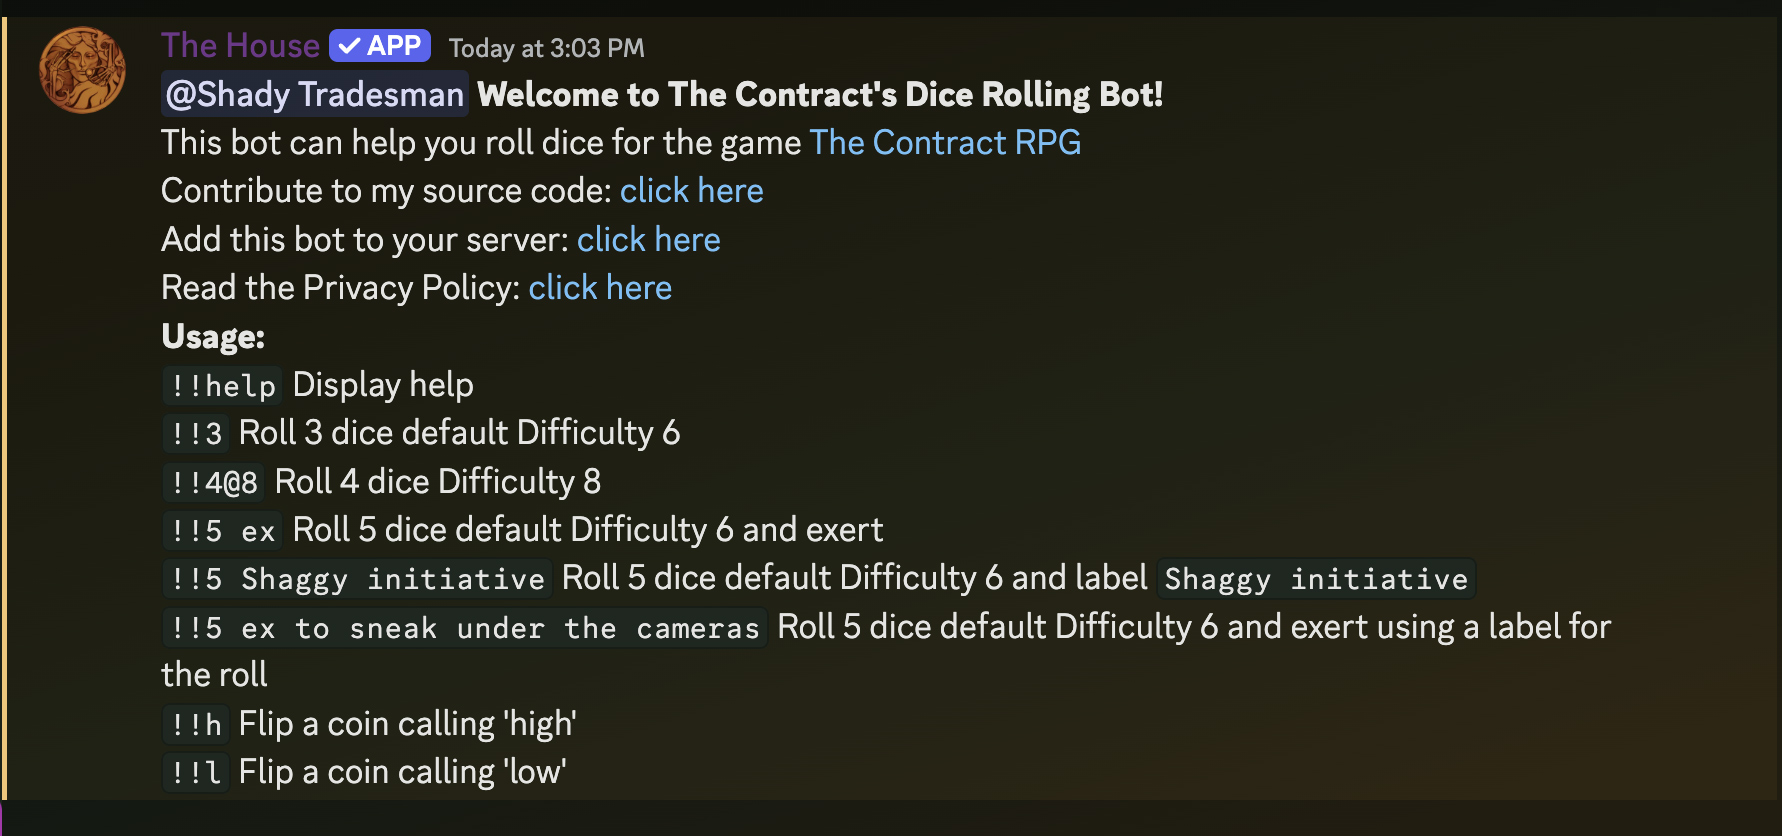 The House ✓ APP Today at 3:03 PM
@Shady Tradesman Welcome to The Contract's Dice Rolling Bot!
This bot can help you roll dice for the game The Contract RPG
Contribute to my source code: click here
Add this bot to your server: click here
Read the Privacy Policy: click here
Usage:
!!help Display help
!!3 Roll 3 dice default Difficulty 6
!!4@8 Roll 4 dice Difficulty 8
!!5 ex Roll 5 dice default Difficulty 6 and exert
!!5 Shaggy initiative Roll 5 dice default Difficulty 6 and label Shaggy initiative
!!5 ex to sneak under the cameras Roll 5 dice default Difficulty 6 and exert using a label for
the roll
!!h Flip a coin calling 'high'
!!l Flip a coin calling 'low'